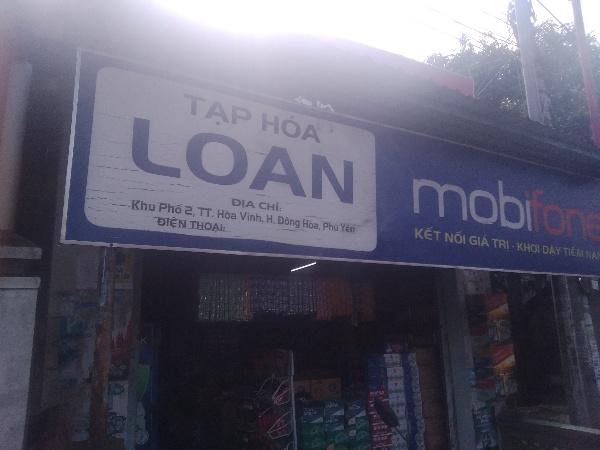 TẠP HÓA
LOAN
ĐỊA CHỈ:
Khu Phố 2, TT. Hòa Vinh, H. Đông Hòa, Phú Yên
ĐIỆN THOẠI:
mobifone
KẾT NỐI GIÁ TRỊ - KHƠI DẬY TIỀM NĂN